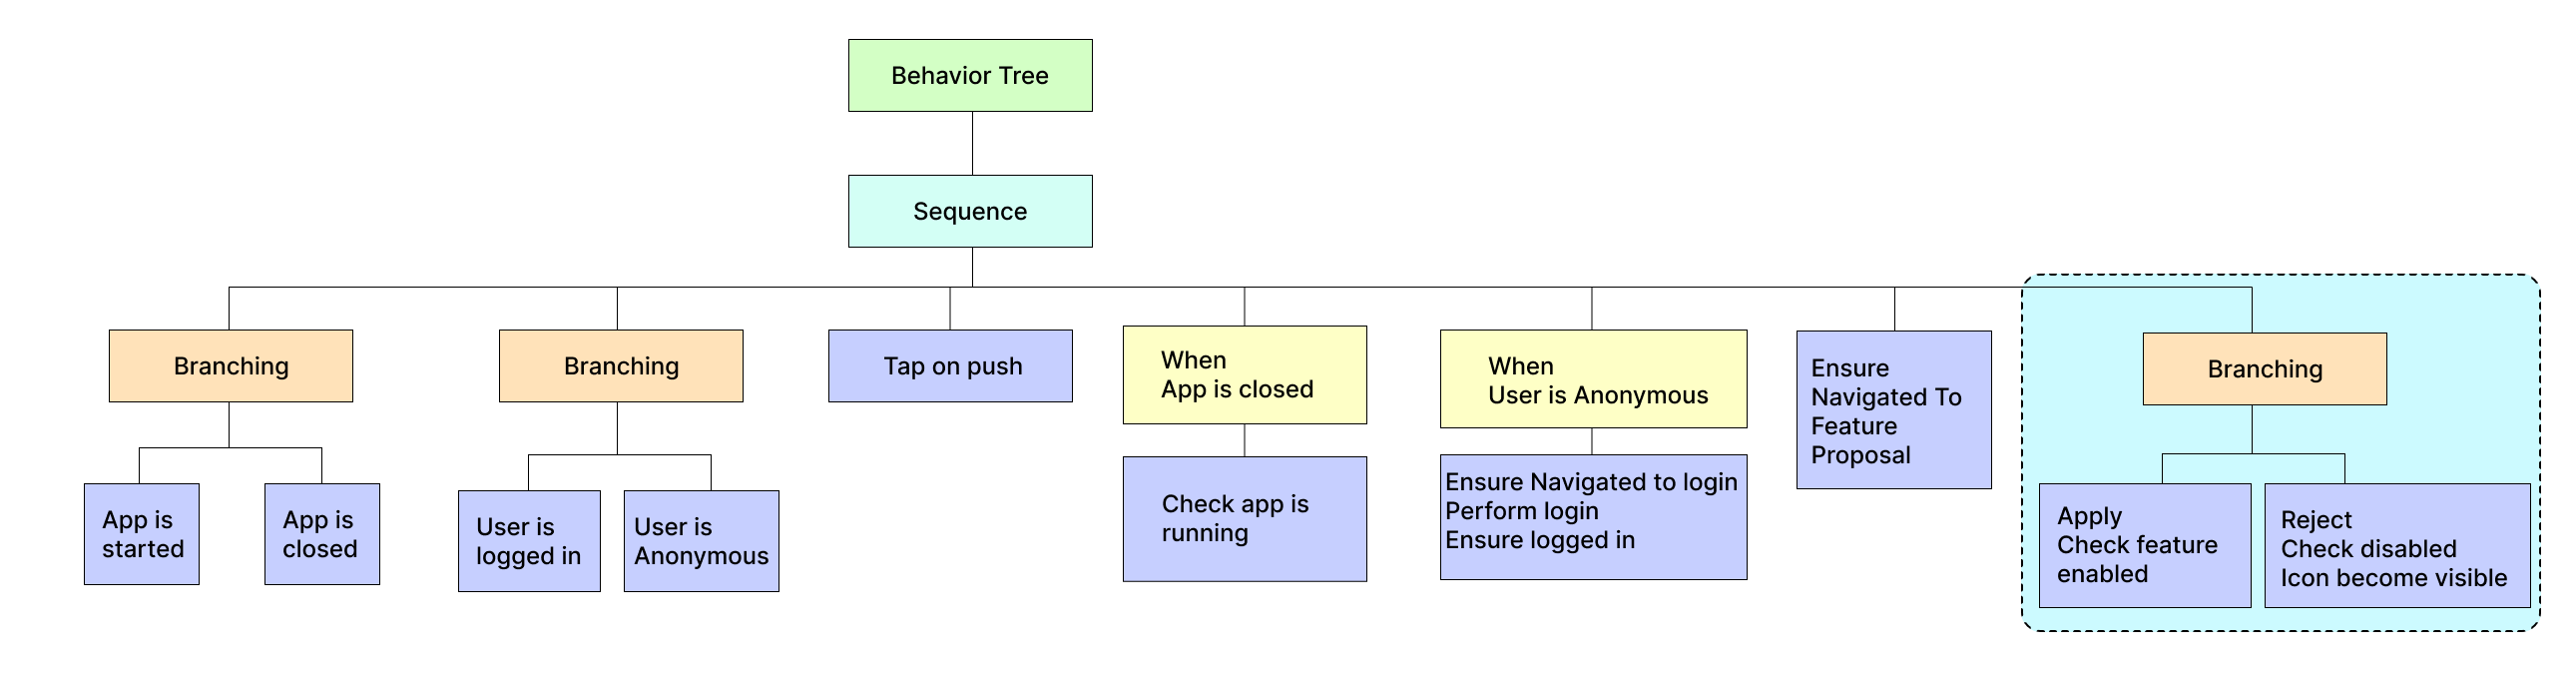 Behavior Tree
Sequence
Branching
App is
started
App is
closed
Branching
User is
logged in
User is
Anonymous
Tap on push
When
App is closed
Check app is
running
When
User is Anonymous
Ensure Navigated to login
Perform login
Ensure logged in
Ensure
Navigated To
Feature
Proposal
Branching
Apply
Check feature
enabled
Reject
Check disabled
Icon become visible